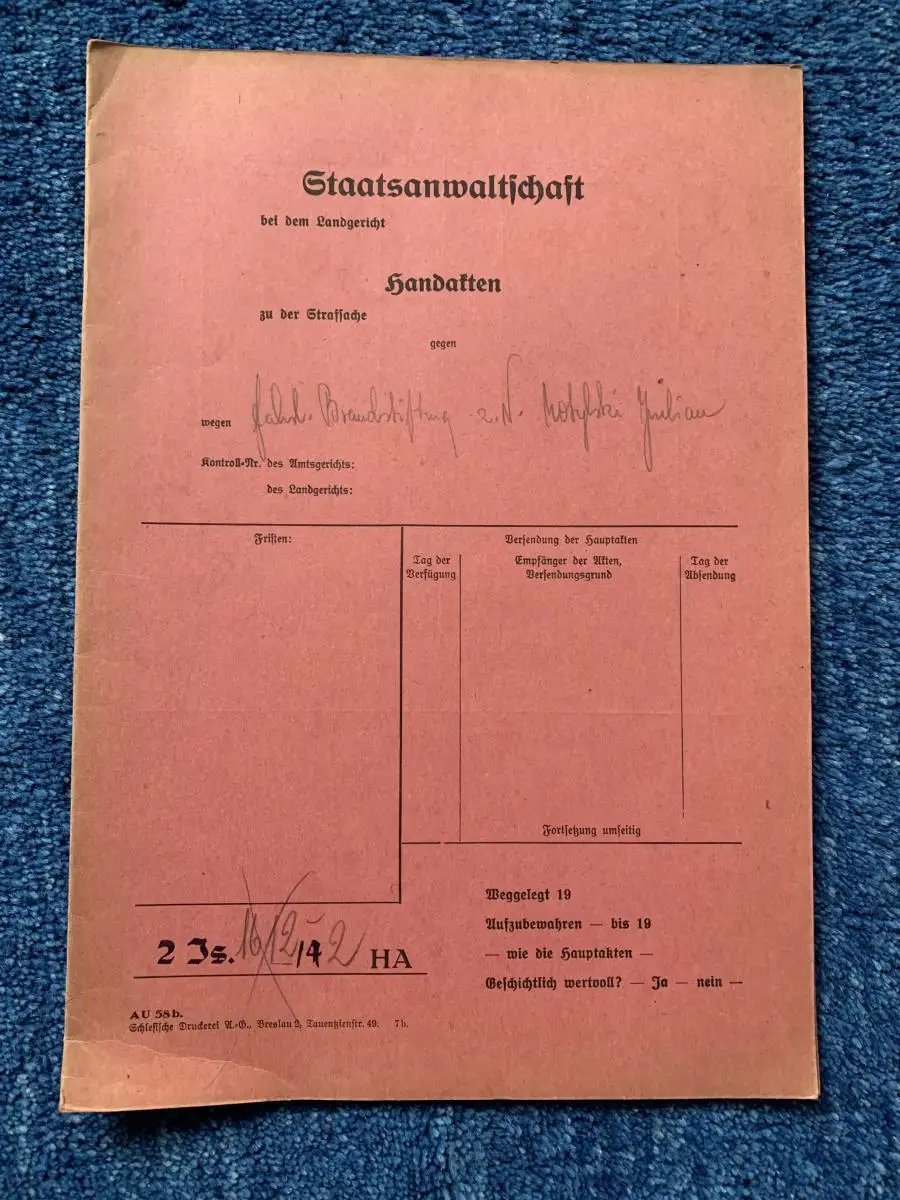 Staatsanwaltschaft
bei dem Landgericht
Handakten
zu der Strafsache
gegen
wegen fahrl. Brandstiftung z. N. Motylski Julian
Kontroll-Nr. des Amtsgerichts:
des Landgerichts:
Fristen:
Versendung der Hauptakten
Tag der Verfügung
Empfänger der Akten, Versendungsgrund
Tag der Absendung
Fortsetzung umseitig
2 Js. 16/12/42 HA
Weggelegt 19
Aufzubewahren — bis 19
— wie die Hauptakten —
Geschichtlich wertvoll? — Ja — nein —
AU 58b.
Schlesische Druckerei A.-G., Breslau 2, Tauentzienstr. 49. 7b.